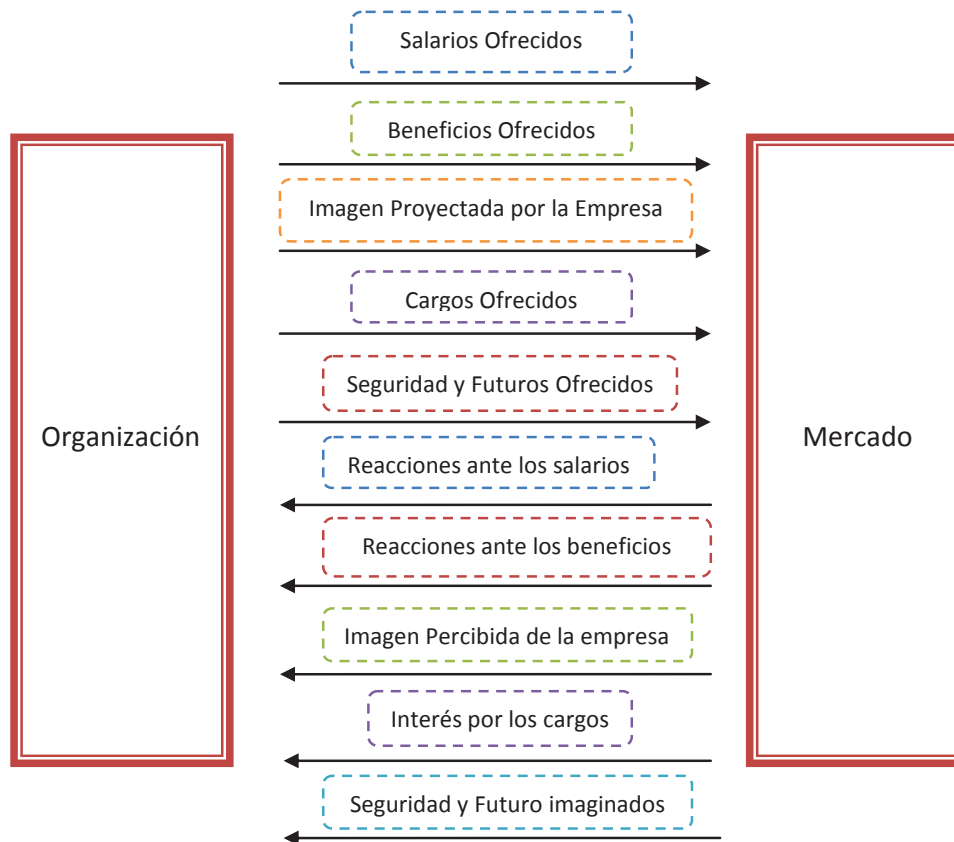 Salarios Ofrecidos
Beneficios Ofrecidos
Imagen Proyectada por la Empresa
Cargos Ofrecidos
Seguridad y Futuros Ofrecidos
Organización
Mercado
Reacciones ante los salarios
Reacciones ante los beneficios
Imagen Percibida de la empresa
Interés por los cargos
Seguridad y Futuro imaginados